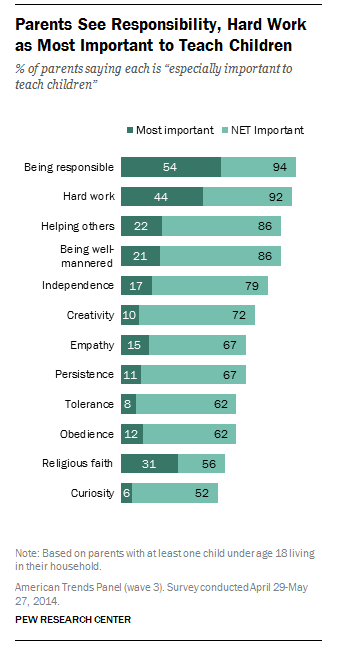 Parents See Responsibility, Hard Work
as Most Important to Teach Children
% of parents saying each is “especially important to
teach children”
Most important NET Important
Being responsible 54 94
Hard work 44 92
Helping others 22 86
Being well-
mannered 21 86
Independence 17 79
Creativity 10 72
Empathy 15 67
Persistence 11 67
Tolerance 8 62
Obedience 12 62
Religious faith 31 56
Curiosity 6 52
Note: Based on parents with at least one child under age 18 living
in their household.
American Trends Panel (wave 3). Survey conducted April 29-May
27, 2014.
PEW RESEARCH CENTER